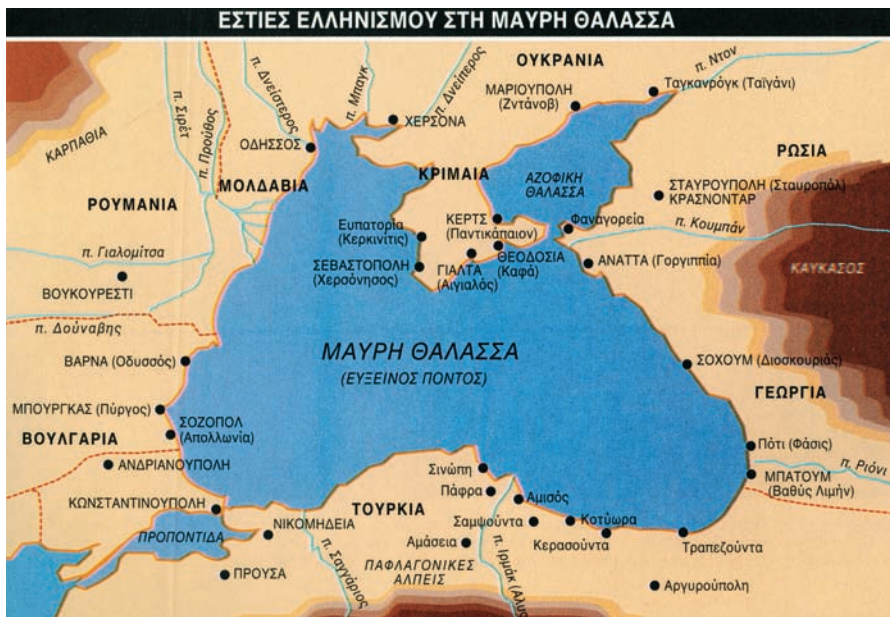 ΕΣΤΙΕΣ ΕΛΛΗΝΙΣΜΟΥ ΣΤΗ ΜΑΥΡΗ ΘΑΛΑΣΣΑ
ΟΥΚΡΑΝΙΑ
π. Ντον
π. Σιρέτ
π. Προύθος
π. Δνείστερος
π. Μπαγκ
π. Δνείπερος
ΜΑΡΙΟΥΠΟΛΗ
(Ζντάνοβ)
Ταγκανρόγκ (Ταϊγάνι)
ΧΕΡΣΟΝΑ
ΚΑΡΠΑΘΙΑ
ΟΔΗΣΣΟΣ
ΡΩΣΙΑ
ΜΟΛΔΑΒΙΑ
ΚΡΙΜΑΙΑ
ΑΖΟΦΙΚΗ
ΘΑΛΑΣΣΑ
ΣΤΑΥΡΟΥΠΟΛΗ (Σταυροπόλ)
ΚΡΑΣΝΟΝΤΑΡ
ΡΟΥΜΑΝΙΑ
Ευπατορία
(Κερκινίτις)
ΚΕΡΤΣ
(Παντικάπαιον)
Φαναγορεία
π. Κουμπάν
π. Γιαλομίτσα
ΘΕΟΔΟΣΙΑ
(Καφά)
ΑΝΑΤΤΑ (Γοργιππία)
ΚΑΥΚΑΣΟΣ
ΣΕΒΑΣΤΟΠΟΛΗ
(Χερσόνησος)
ΓΙΑΛΤΑ
(Αιγιαλός)
ΒΟΥΚΟΥΡΕΣΤΙ
π. Δούναβης
ΜΑΥΡΗ ΘΑΛΑΣΣΑ
(ΕΥΞΕΙΝΟΣ ΠΟΝΤΟΣ)
ΒΑΡΝΑ (Οδυσσός)
ΣΟΧΟΥΜ (Διοσκουριάς)
ΓΕΩΡΓΙΑ
ΜΠΟΥΡΓΚΑΣ (Πύργος)
ΣΟΖΟΠΟΛ
(Απολλωνία)
ΒΟΥΛΓΑΡΙΑ
Πότι (Φάσις)
π. Ριόνι
ΑΝΔΡΙΑΝΟΥΠΟΛΗ
Σινώπη
ΜΠΑΤΟΥΜ
(Βαθύς Λιμήν)
Πάφρα
ΚΩΝΣΤΑΝΤΙΝΟΥΠΟΛΗ
ΤΟΥΡΚΙΑ
Αμισός
Σαμψούντα
Κοτύωρα
ΠΡΟΠΟΝΤΙΔΑ
ΝΙΚΟΜΗΔΕΙΑ
Αμάσεια
Κερασούντα
Τραπεζούντα
ΠΑΦΛΑΓΟΝΙΚΕΣ
ΑΛΠΕΙΣ
π. Σαγγάριος
π. Ιρμάκ (Αλυς)
ΠΡΟΥΣΑ
Αργυρούπολη